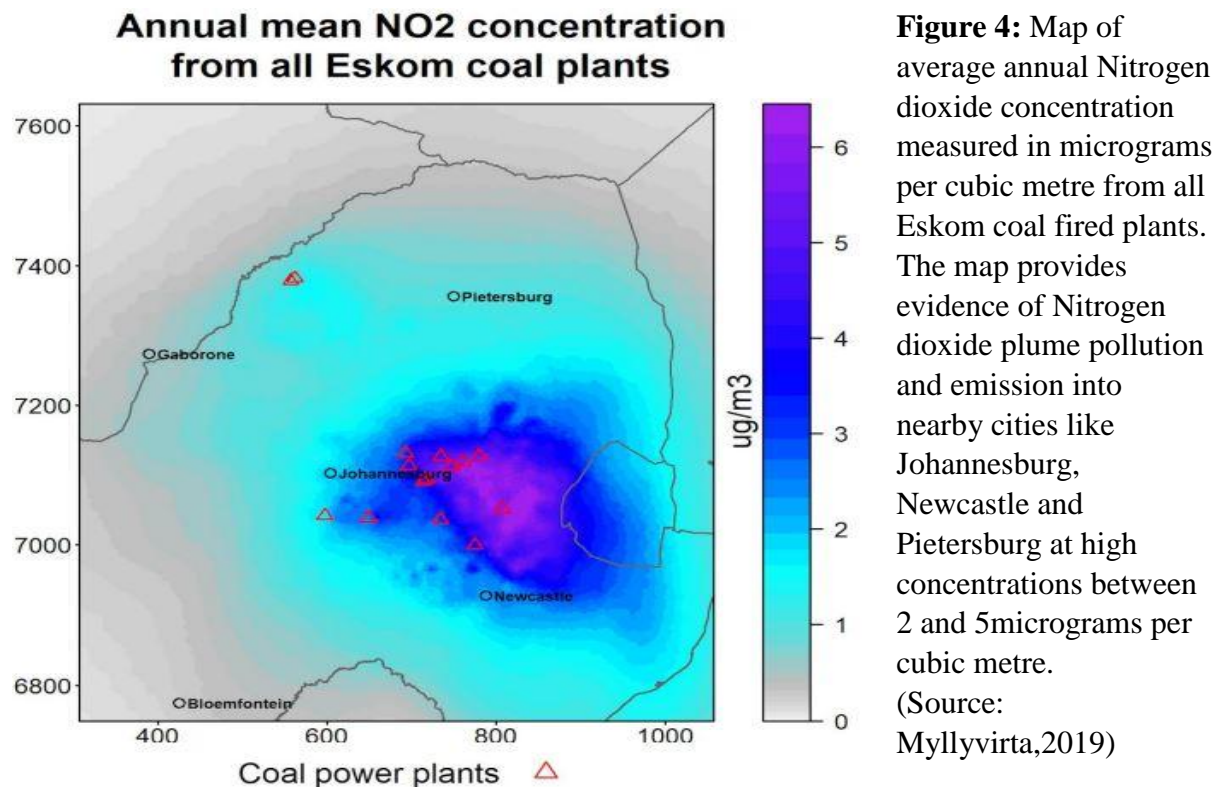 Annual mean NO2 concentration
from all Eskom coal plants
7600
7400
7200
7000
6800
400
600
800
1000
Pietersburg
Gaborone
Johannesburg
Newcastle
Bloemfontein
ug/m3
6
5
4
3
2
1
0
Coal power plants
Figure 4: Map of
average annual Nitrogen
dioxide concentration
measured in micrograms
per cubic metre from all
Eskom coal fired plants.
The map provides
evidence of Nitrogen
dioxide plume pollution
and emission into
nearby cities like
Johannesburg,
Newcastle and
Pietersburg at high
concentrations between
2 and 5micrograms per
cubic metre.
(Source:
Myllyvirta,2019)